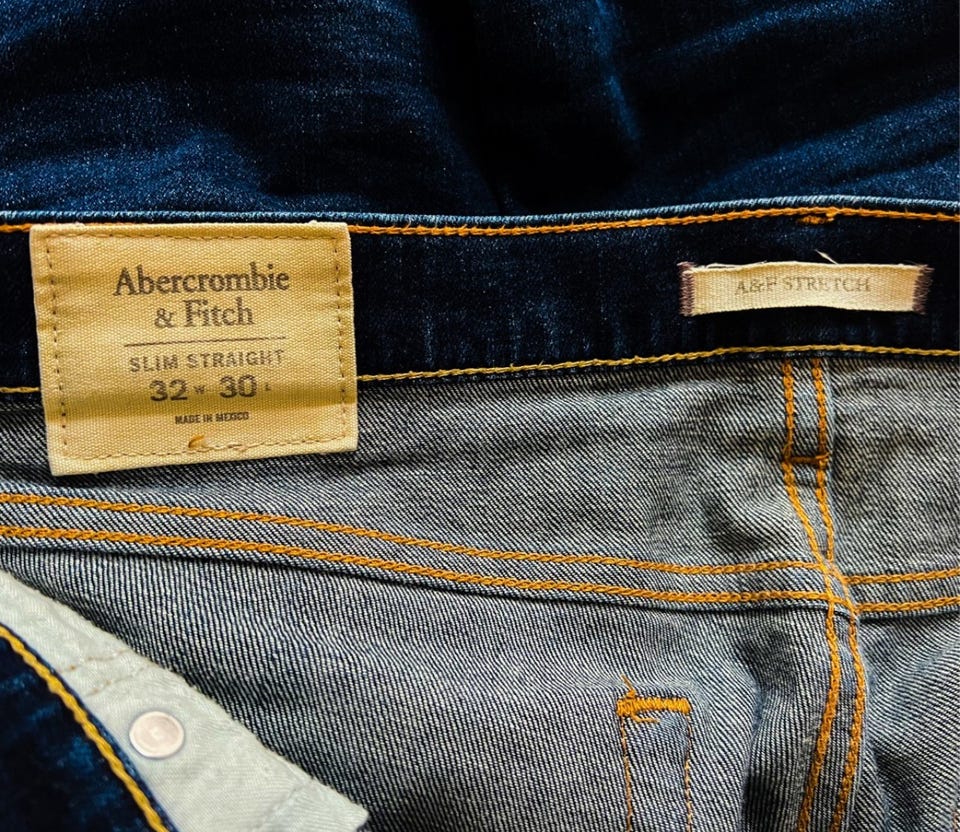 Abercrombie
& Fitch
SLIM STRAIGHT
32 W 30 L
MADE IN MEXICO
A&F STRETCH